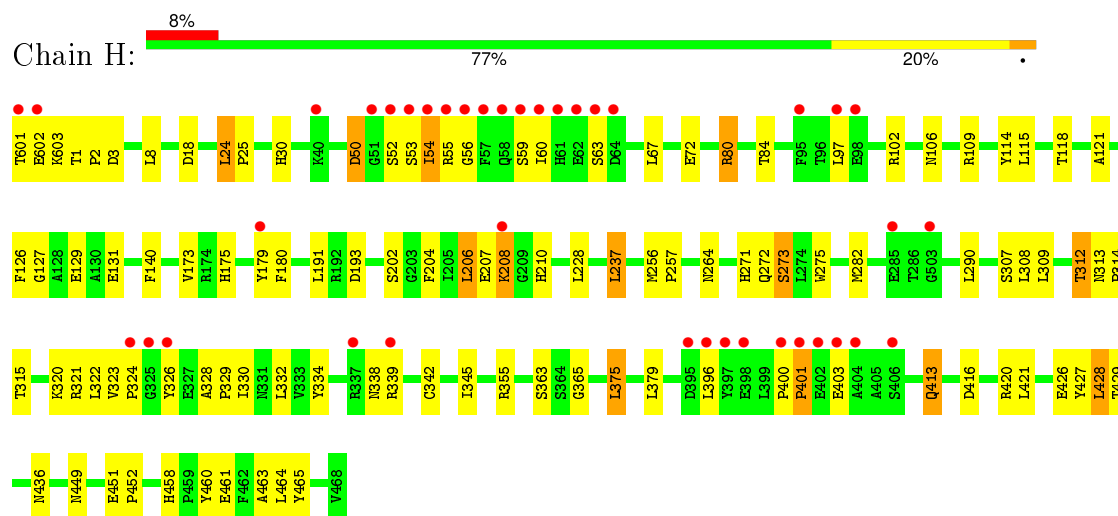 8%
Chain H:
77%
20%
.
T601 E602 K603 T1 P2 D3 L8 D18 L24 P25 H30 K40 D50 G51 S52 S53 I54 R55 G56 F57 Q58 S59 I60 H61 E62 S63 D64 L67 E72 R80 T84 F95 T96 L97 E98 R102 N106 R109 Y114 L115 T118 A121
F126 G127 A128 E129 A130 E131 F140 V173 R174 H175 Y179 F180 L191 R192 D193 S202 G203 F204 I205 L206 E207 K208 G209 H210 L228 L237 M256 P257 N264 H271 Q272 S273 L274 W275 M282 E285 T286 G503 L290 S307 L308 L309 T312 N313 P314
T315 K320 R321 L322 V323 P324 G325 Y326 E327 A328 P329 I330 N331 L332 V333 Y334 R337 N338 R339 C342 I345 R355 S363 S364 G365 L375 L379 D395 L396 Y397 E398 L399 P400 P401 E402 E403 A404 A405 S406 Q413 D416 R420 L421 E426 Y427 L428 T429
N436 N449 E451 P452 H458 P459 Y460 E461 F462 A463 L464 Y465 V468